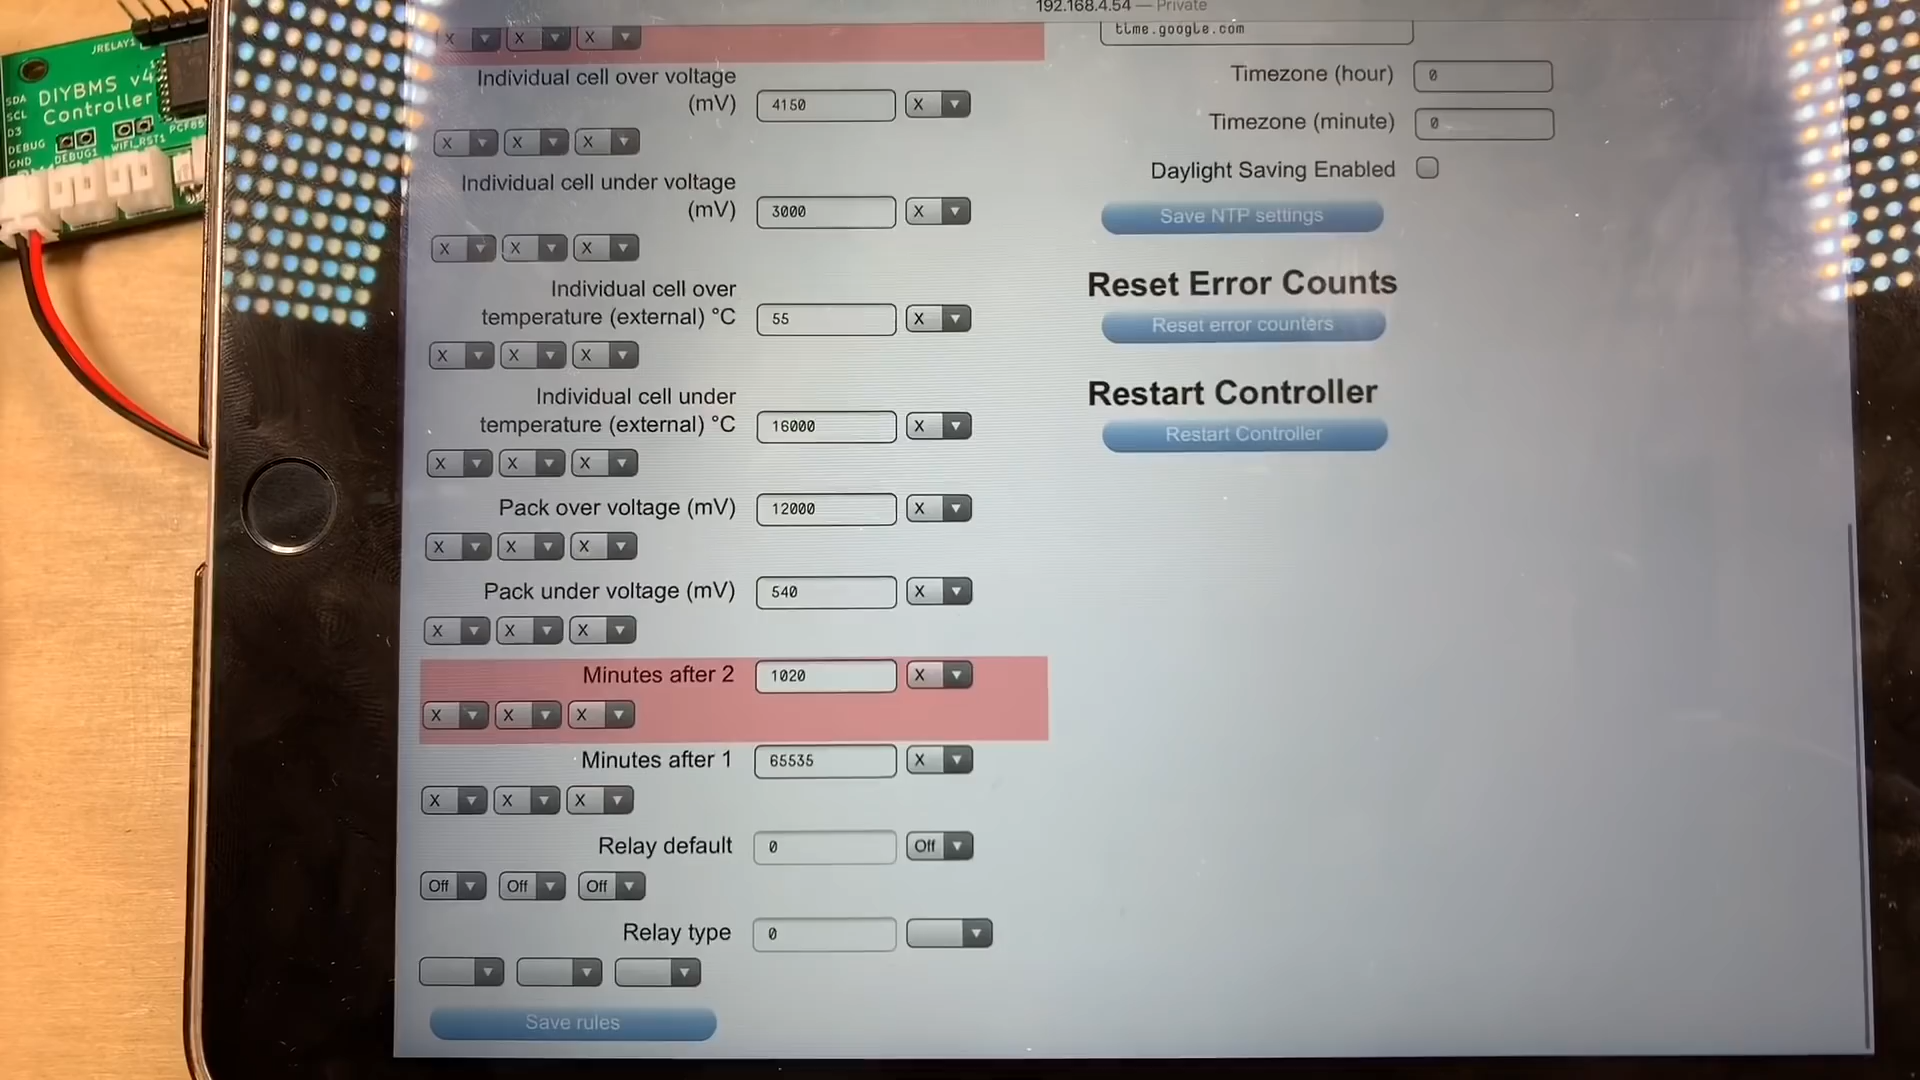 192.168.4.54 — Private
JRELAY1
1
DIYBMS v4
Controller
SDA
SCL
D3
DEBUG
GND
DEBUG1
WIFI_RST1
X X X
Individual cell over voltage
(mV) 4150 X
X X X
Individual cell under voltage
(mV) 3000 X
X X X
Individual cell over
temperature (external) °C 55 X
X X X
Individual cell under
temperature (external) °C 16000 X
X X X
Pack over voltage (mV) 12000 X
X X X
Pack under voltage (mV) 540 X
X X X
Minutes after 2 1020 X
X X X
Minutes after 1 65535 X
X X X
Relay default 0 Off
Off Off Off
Relay type 0
Save rules
time.google.com
Timezone (hour) 0
Timezone (minute) 0
Daylight Saving Enabled
Save NTP settings
Reset Error Counts
Reset error counters
Restart Controller
Restart Controller